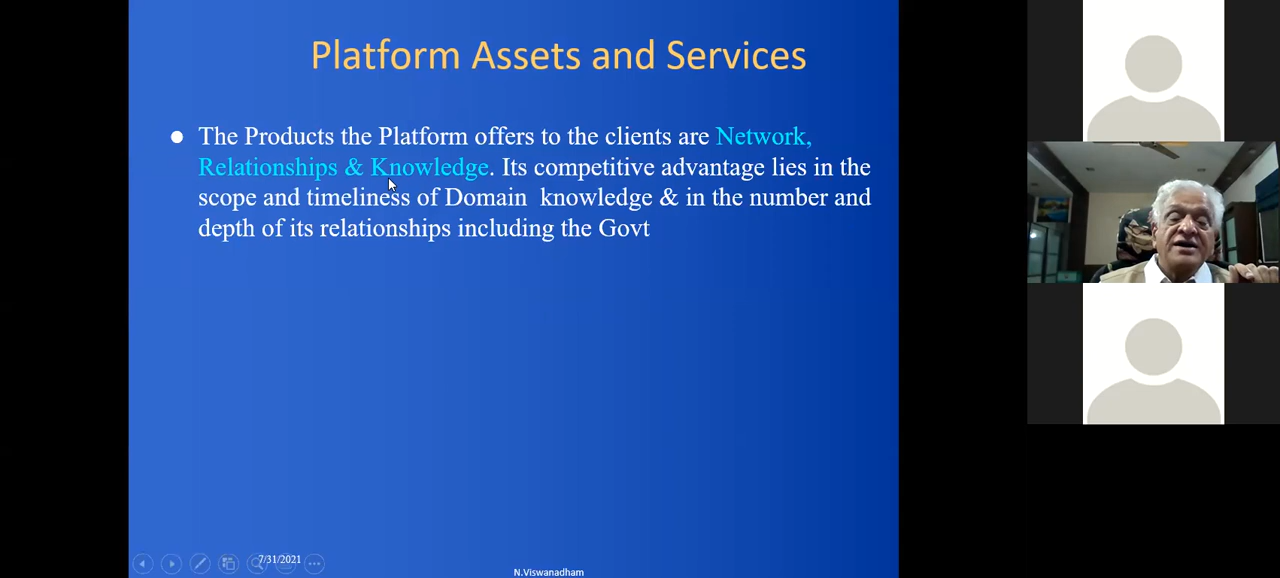 Platform Assets and Services
● The Products the Platform offers to the clients are Network,
Relationships & Knowledge. Its competitive advantage lies in the
scope and timeliness of Domain knowledge & in the number and
depth of its relationships including the Govt
7/31/2021
N.Viswanadham